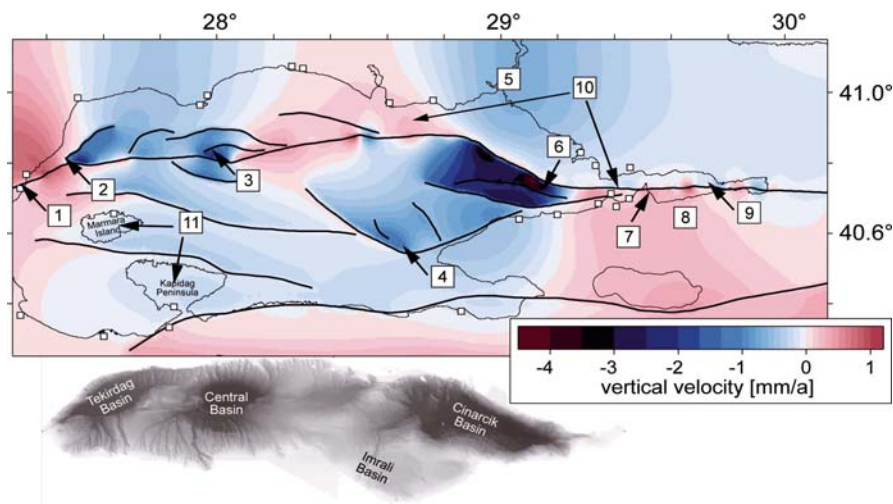 28° 29° 30°
5
10
41.0°
6
3
2
1
11
Marmara
Island
7
8
9
40.6°
4
Kapidag
Peninsula
-4 -3 -2 -1 0 1
vertical velocity [mm/a]
Tekirdag
Basin
Central
Basin
Cinarcik
Basin
Imrali
Basin